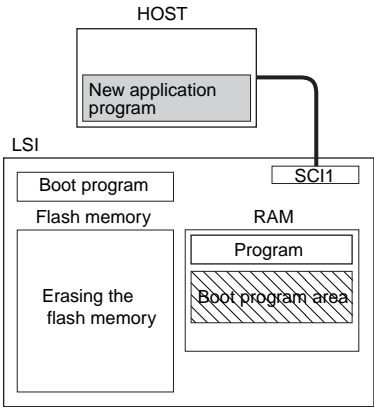 HOST
New application
program
LSI
SCI1
Boot program
Flash memory
RAM
Program
Boot program area
Erasing the
flash memory